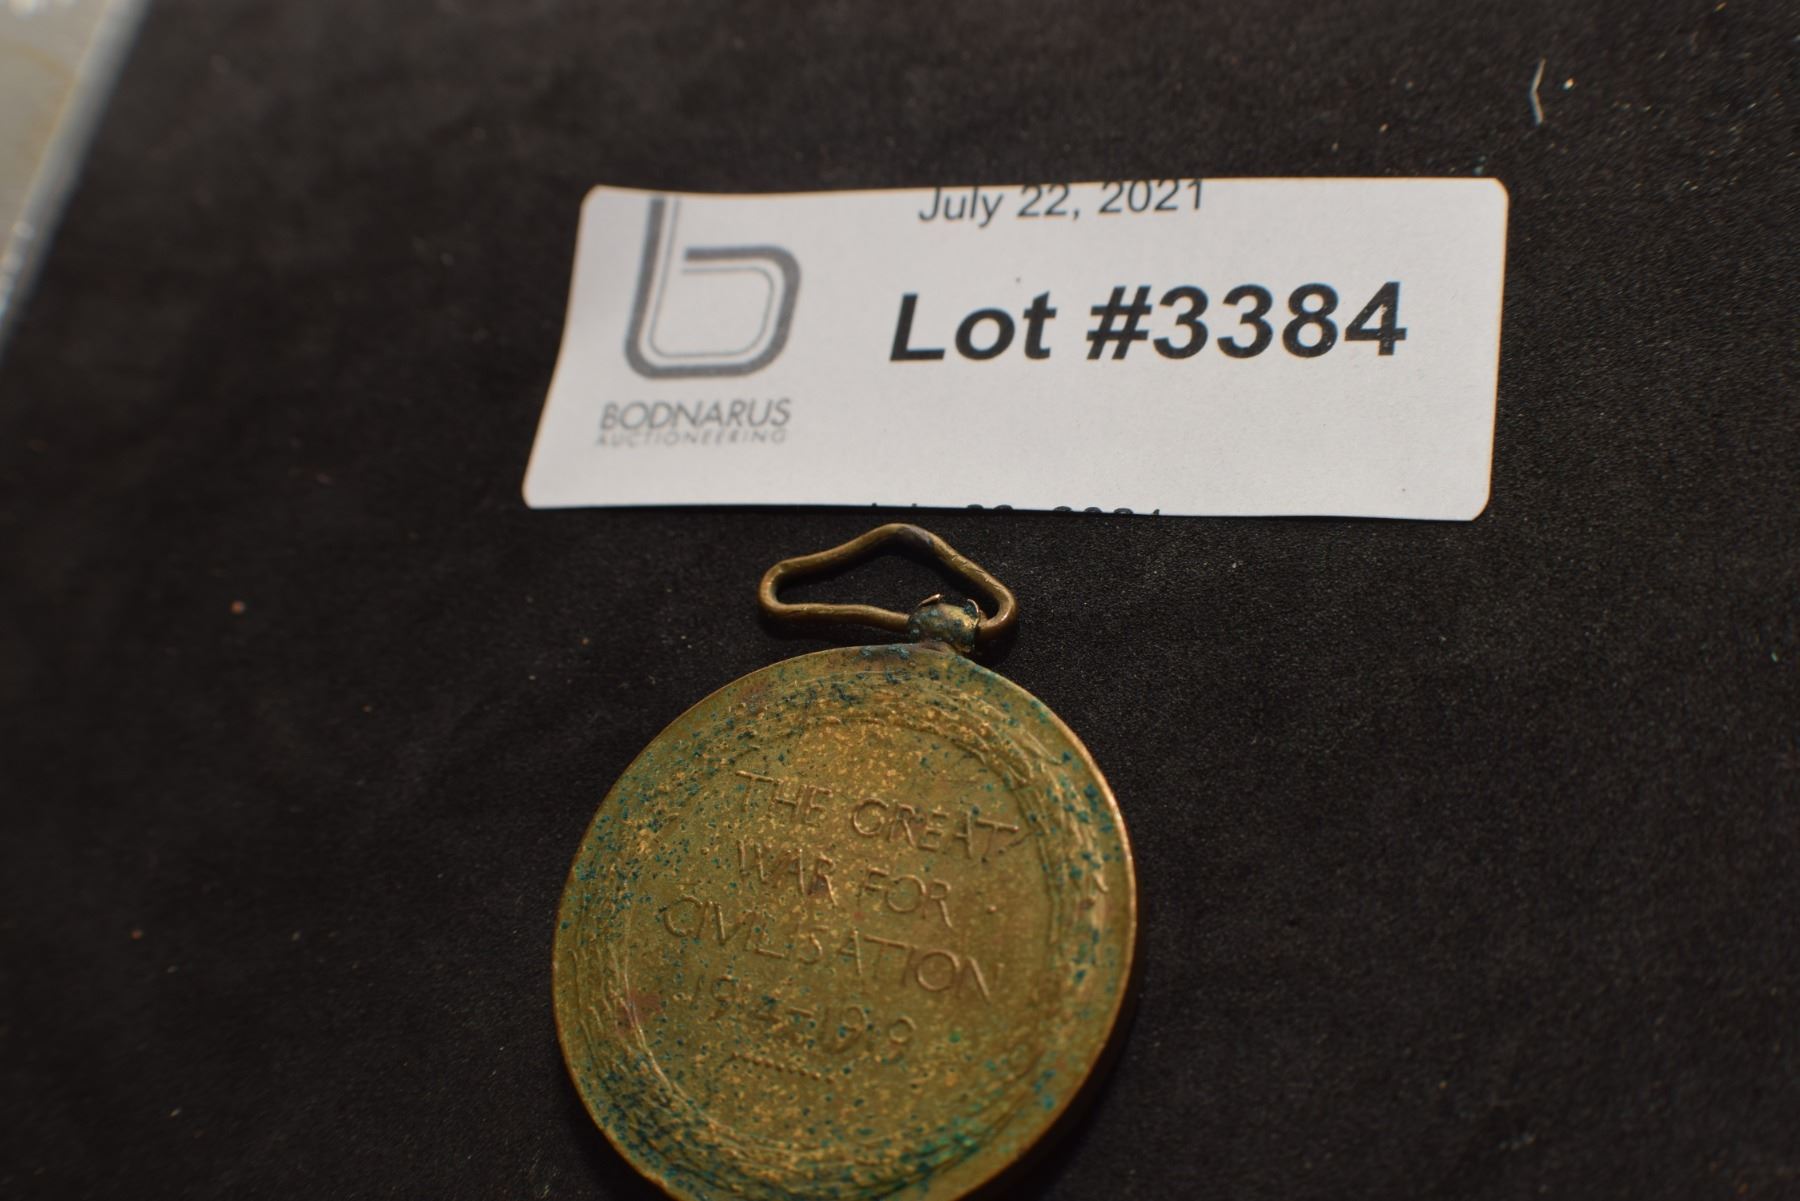 July 22, 2021
Lot #3384
BODNARUS
AUCTIONEERING
THE GREAT
WAR FOR
CIVILISATION
1914-1919